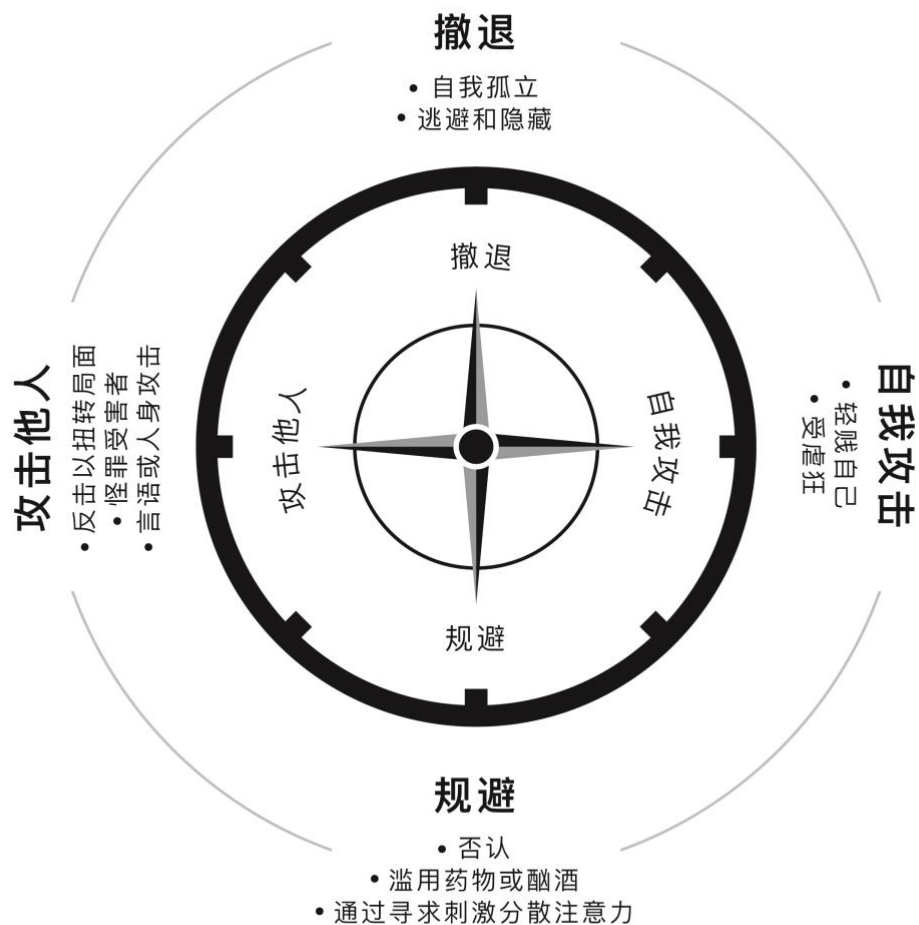 撤退
• 自我孤立
• 逃避和隐藏
撤退
攻击他人
• 反击以扭转局面
• 怪罪受害者
• 言语或人身攻击
攻击他人
自我攻击
自我攻击
• 轻贱自己
• 受虐狂
规避
规避
• 否认
• 滥用药物或酗酒
• 通过寻求刺激分散注意力